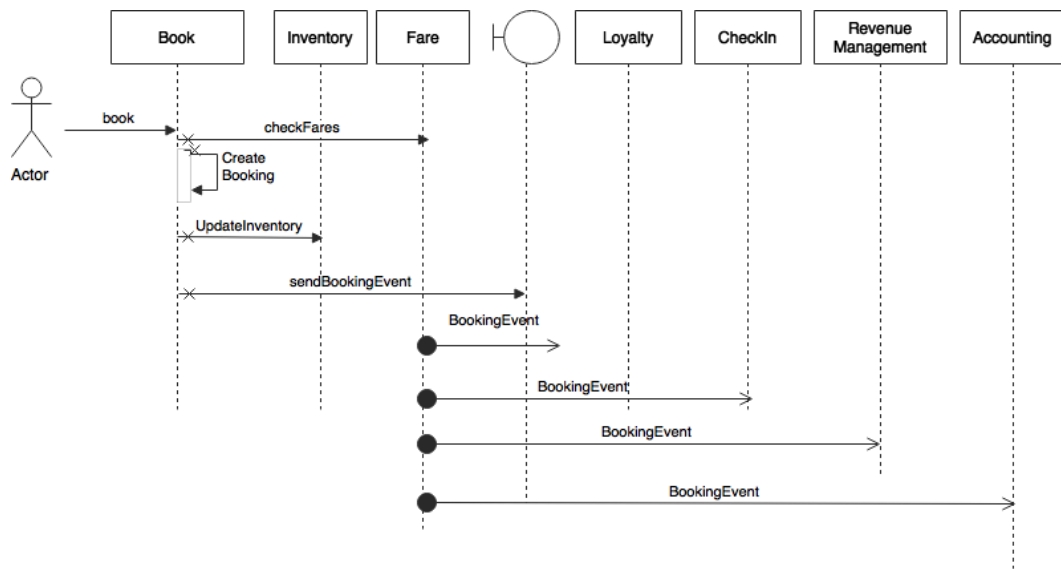 Book
Inventory
Fare
Loyalty
CheckIn
Revenue
Management
Accounting
book
checkFares
Actor
Create
Booking
UpdateInventory
sendBookingEvent
BookingEvent
BookingEvent
BookingEvent
BookingEvent